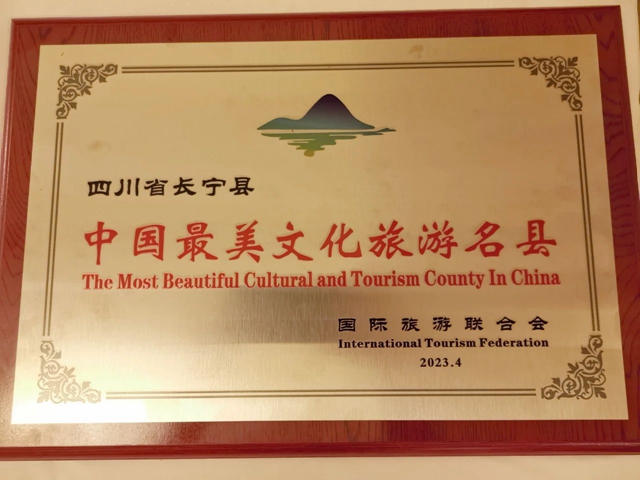 四川省长宁县
中国最美文化旅游名县
The Most Beautiful Cultural and Tourism County In China
国际旅游联合会
International Tourism Federation
2023.4